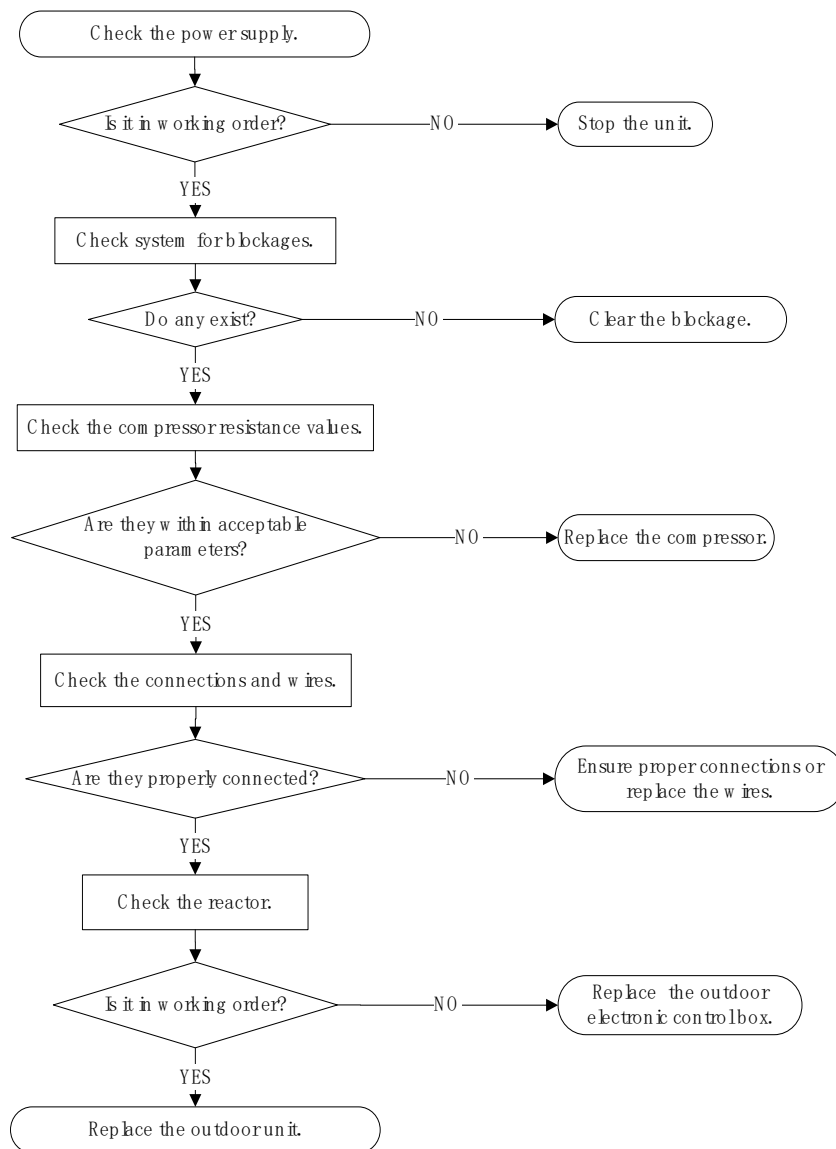 Check the power supply.
Is it in working order?
NO
Stop the unit.
YES
Check system for blockages.
Do any exist?
NO
Clear the blockage.
YES
Check the compressor resistance values.
Are they within acceptable
parameters?
NO
Replace the compressor.
YES
Check the connections and wires.
Are they properly connected?
NO
Ensure proper connections or
replace the wires.
YES
Check the reactor.
Is it in working order?
NO
Replace the outdoor
electronic control box.
YES
Replace the outdoor unit.